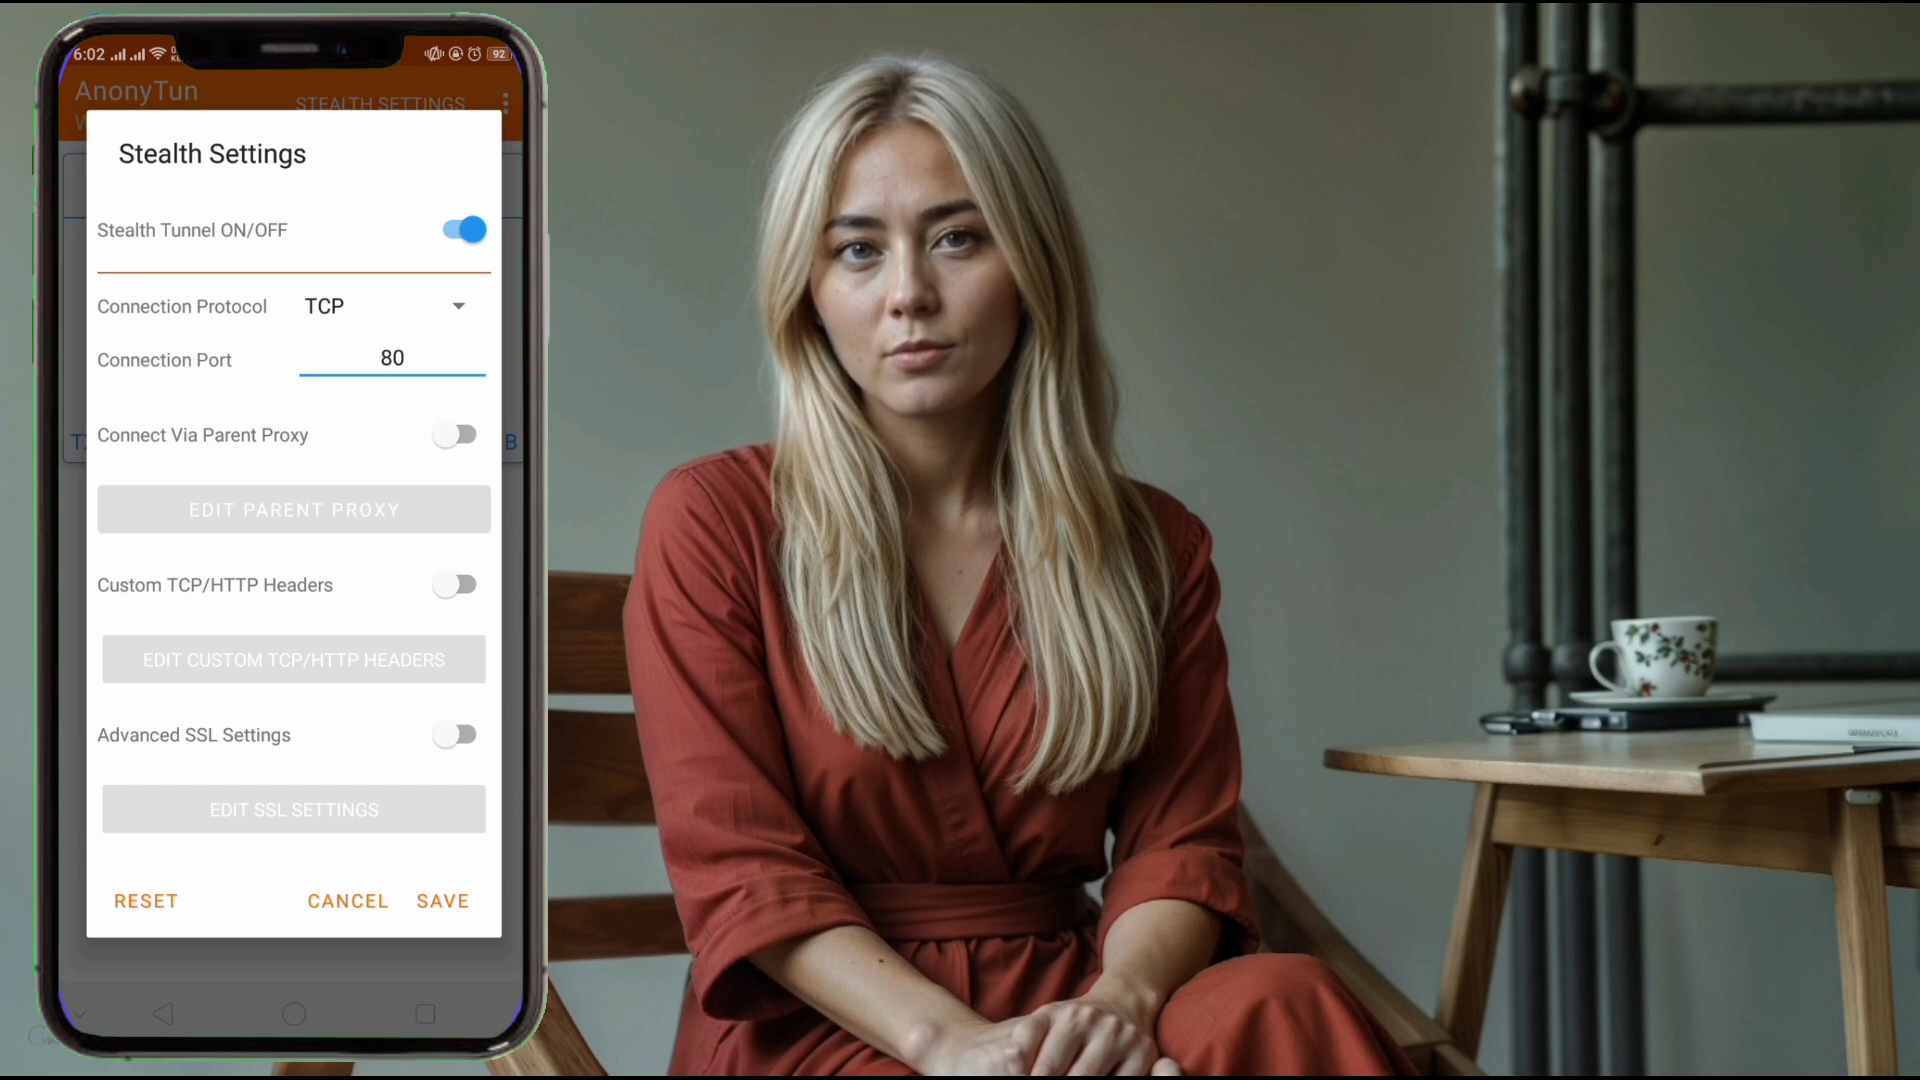 6:02
92
AnonyTun
STEALTH SETTINGS
Stealth Settings
Stealth Tunnel ON/OFF
Connection Protocol TCP
Connection Port 80
Connect Via Parent Proxy
B
EDIT PARENT PROXY
Custom TCP/HTTP Headers
EDIT CUSTOM TCP/HTTP HEADERS
Advanced SSL Settings
EDIT SSL SETTINGS
RESET CANCEL SAVE